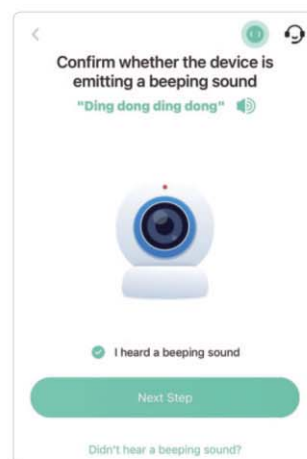 Confirm whether the device is
emitting a beeping sound
"Ding dong ding dong"
I heard a beeping sound
Next Step
Didn't hear a beeping sound?